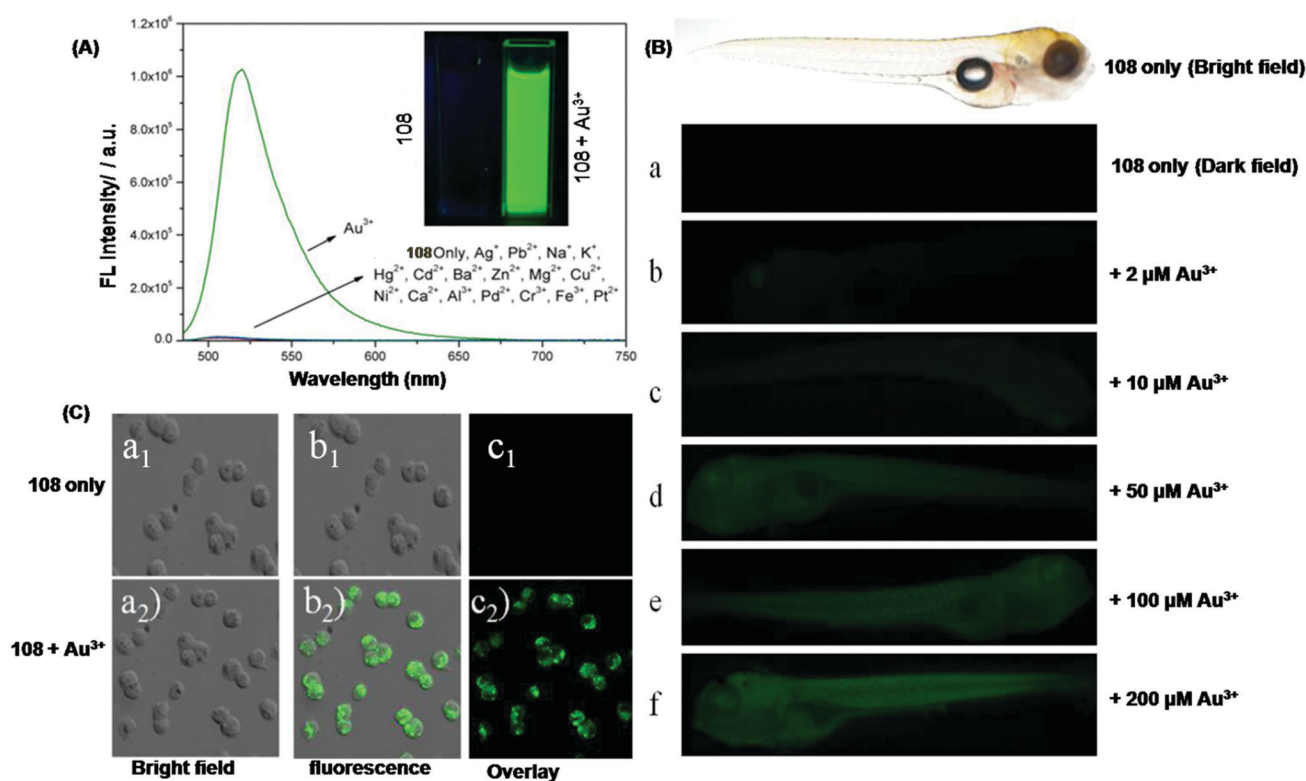 (A)
FL Intensity/ / a.u.
1.2x10⁶
1.0x10⁶
8.0x10⁵
6.0x10⁵
4.0x10⁵
2.0x10⁵
0.0
500
550
600
650
700
750
Wavelength (nm)
108
108 + Au³⁺
Au³⁺
108 Only, Ag⁺, Pb²⁺, Na⁺, K⁺,
Hg²⁺, Cd²⁺, Ba²⁺, Zn²⁺, Mg²⁺, Cu²⁺,
Ni²⁺, Ca²⁺, Al³⁺, Pd²⁺, Cr³⁺, Fe³⁺, Pt²⁺
(B)
108 only (Bright field)
a
108 only (Dark field)
b
+ 2 µM Au³⁺
c
+ 10 µM Au³⁺
d
+ 50 µM Au³⁺
e
+ 100 µM Au³⁺
f
+ 200 µM Au³⁺
(C)
108 only
a₁
b₁
c₁
108 + Au³⁺
a₂)
b₂)
c₂)
Bright field
fluorescence
Overlay